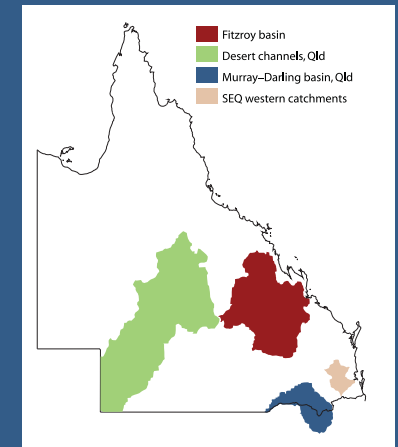 Fitzroy basin
Desert channels, Qld
Murray–Darling basin, Qld
SEQ western catchments